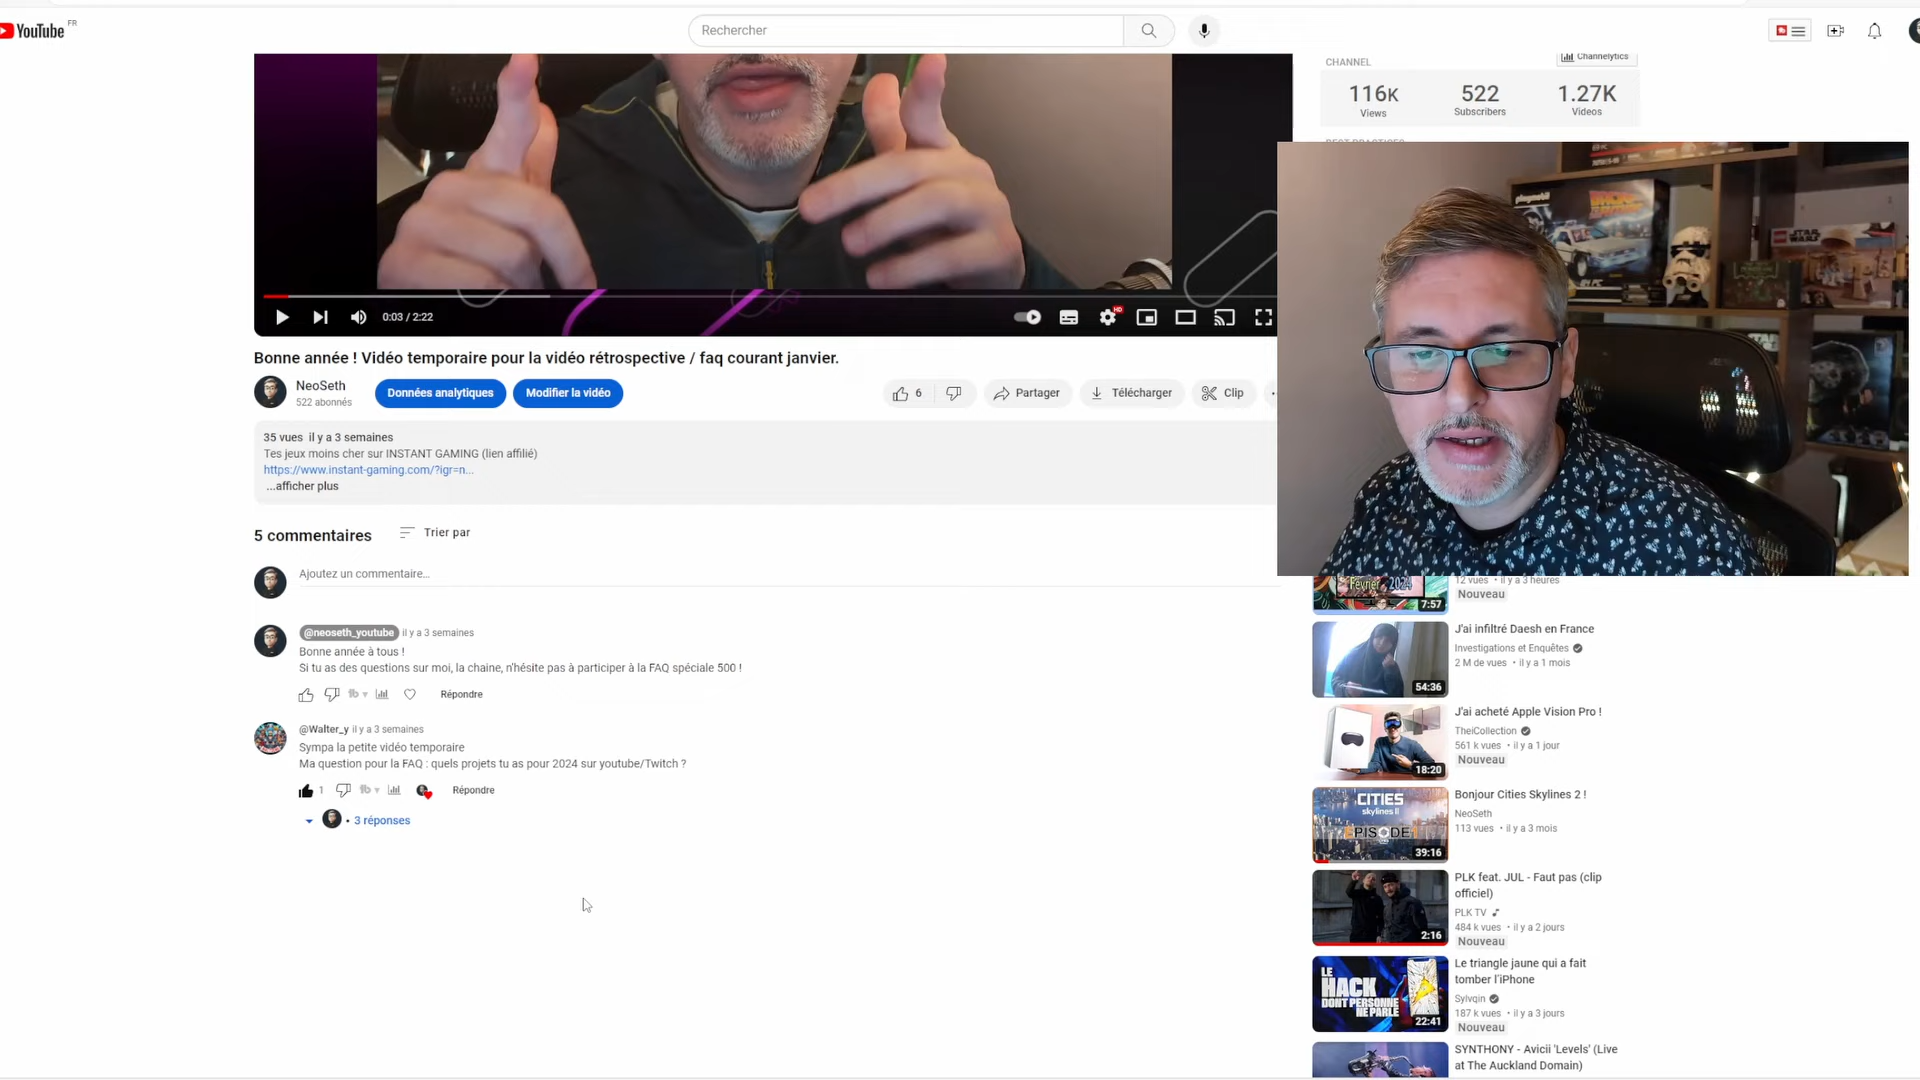 YouTube FR
Rechercher
CHANNEL
Channelytics
116K
522
1.27K
Views
Subscribers
Videos
playmobil
BACK
STAR WARS
HD
0:03 / 2:22
Bonne année ! Vidéo temporaire pour la vidéo rétrospective / faq courant janvier.
NeoSeth
522 abonnés
Données analytiques
Modifier la vidéo
6
Partager
Télécharger
Clip
35 vues il y a 3 semaines
Tes jeux moins cher sur INSTANT GAMING (lien affilié)
https://www.instant-gaming.com/?igr=n...
...afficher plus
5 commentaires
Trier par
Ajoutez un commentaire...
@neoseth_youtube il y a 3 semaines
Bonne année à tous !
Si tu as des questions sur moi, la chaine, n'hésite pas à participer à la FAQ spéciale 500 !
Répondre
@Walter_y il y a 3 semaines
Sympa la petite vidéo temporaire
Ma question pour la FAQ : quels projets tu as pour 2024 sur youtube/Twitch ?
1
Répondre
• 3 réponses
Février 2024
7:57
12 vues • il y a 3 heures
Nouveau
54:36
J'ai infiltré Daesh en France
Investigations et Enquêtes
2 M de vues • il y a 1 mois
18:20
J'ai acheté Apple Vision Pro !
TheiCollection
561 k vues • il y a 1 jour
Nouveau
CITIES
skylines II
EPISODE
39:16
Bonjour Cities Skylines 2 !
NeoSeth
113 vues • il y a 3 mois
2:16
PLK feat. JUL - Faut pas (clip
officiel)
PLK TV
484 k vues • il y a 2 jours
Nouveau
LE
HACK
DONT PERSONNE
NE PARLE
22:41
Le triangle jaune qui a fait
tomber l'iPhone
Sylvqin
187 k vues • il y a 3 jours
Nouveau
SYNTHONY - Avicii 'Levels' (Live
at The Auckland Domain)